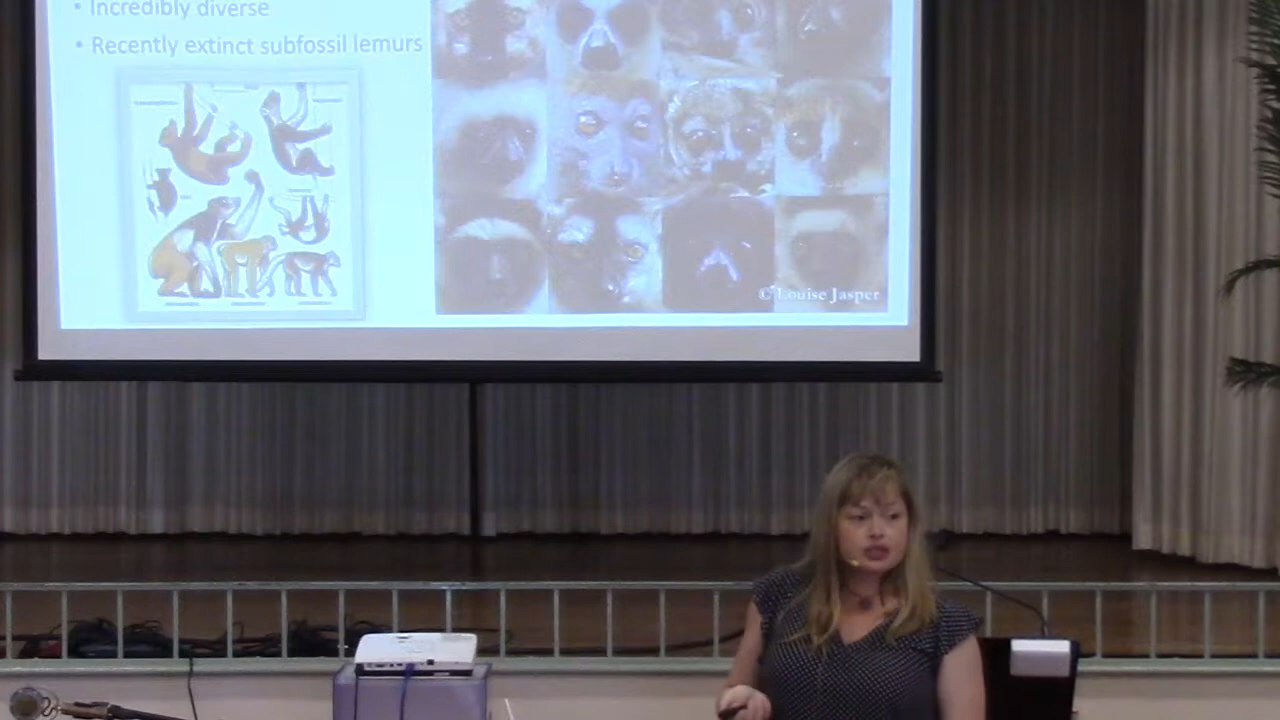 • Incredibly diverse
• Recently extinct subfossil lemurs
© Louise Jasper